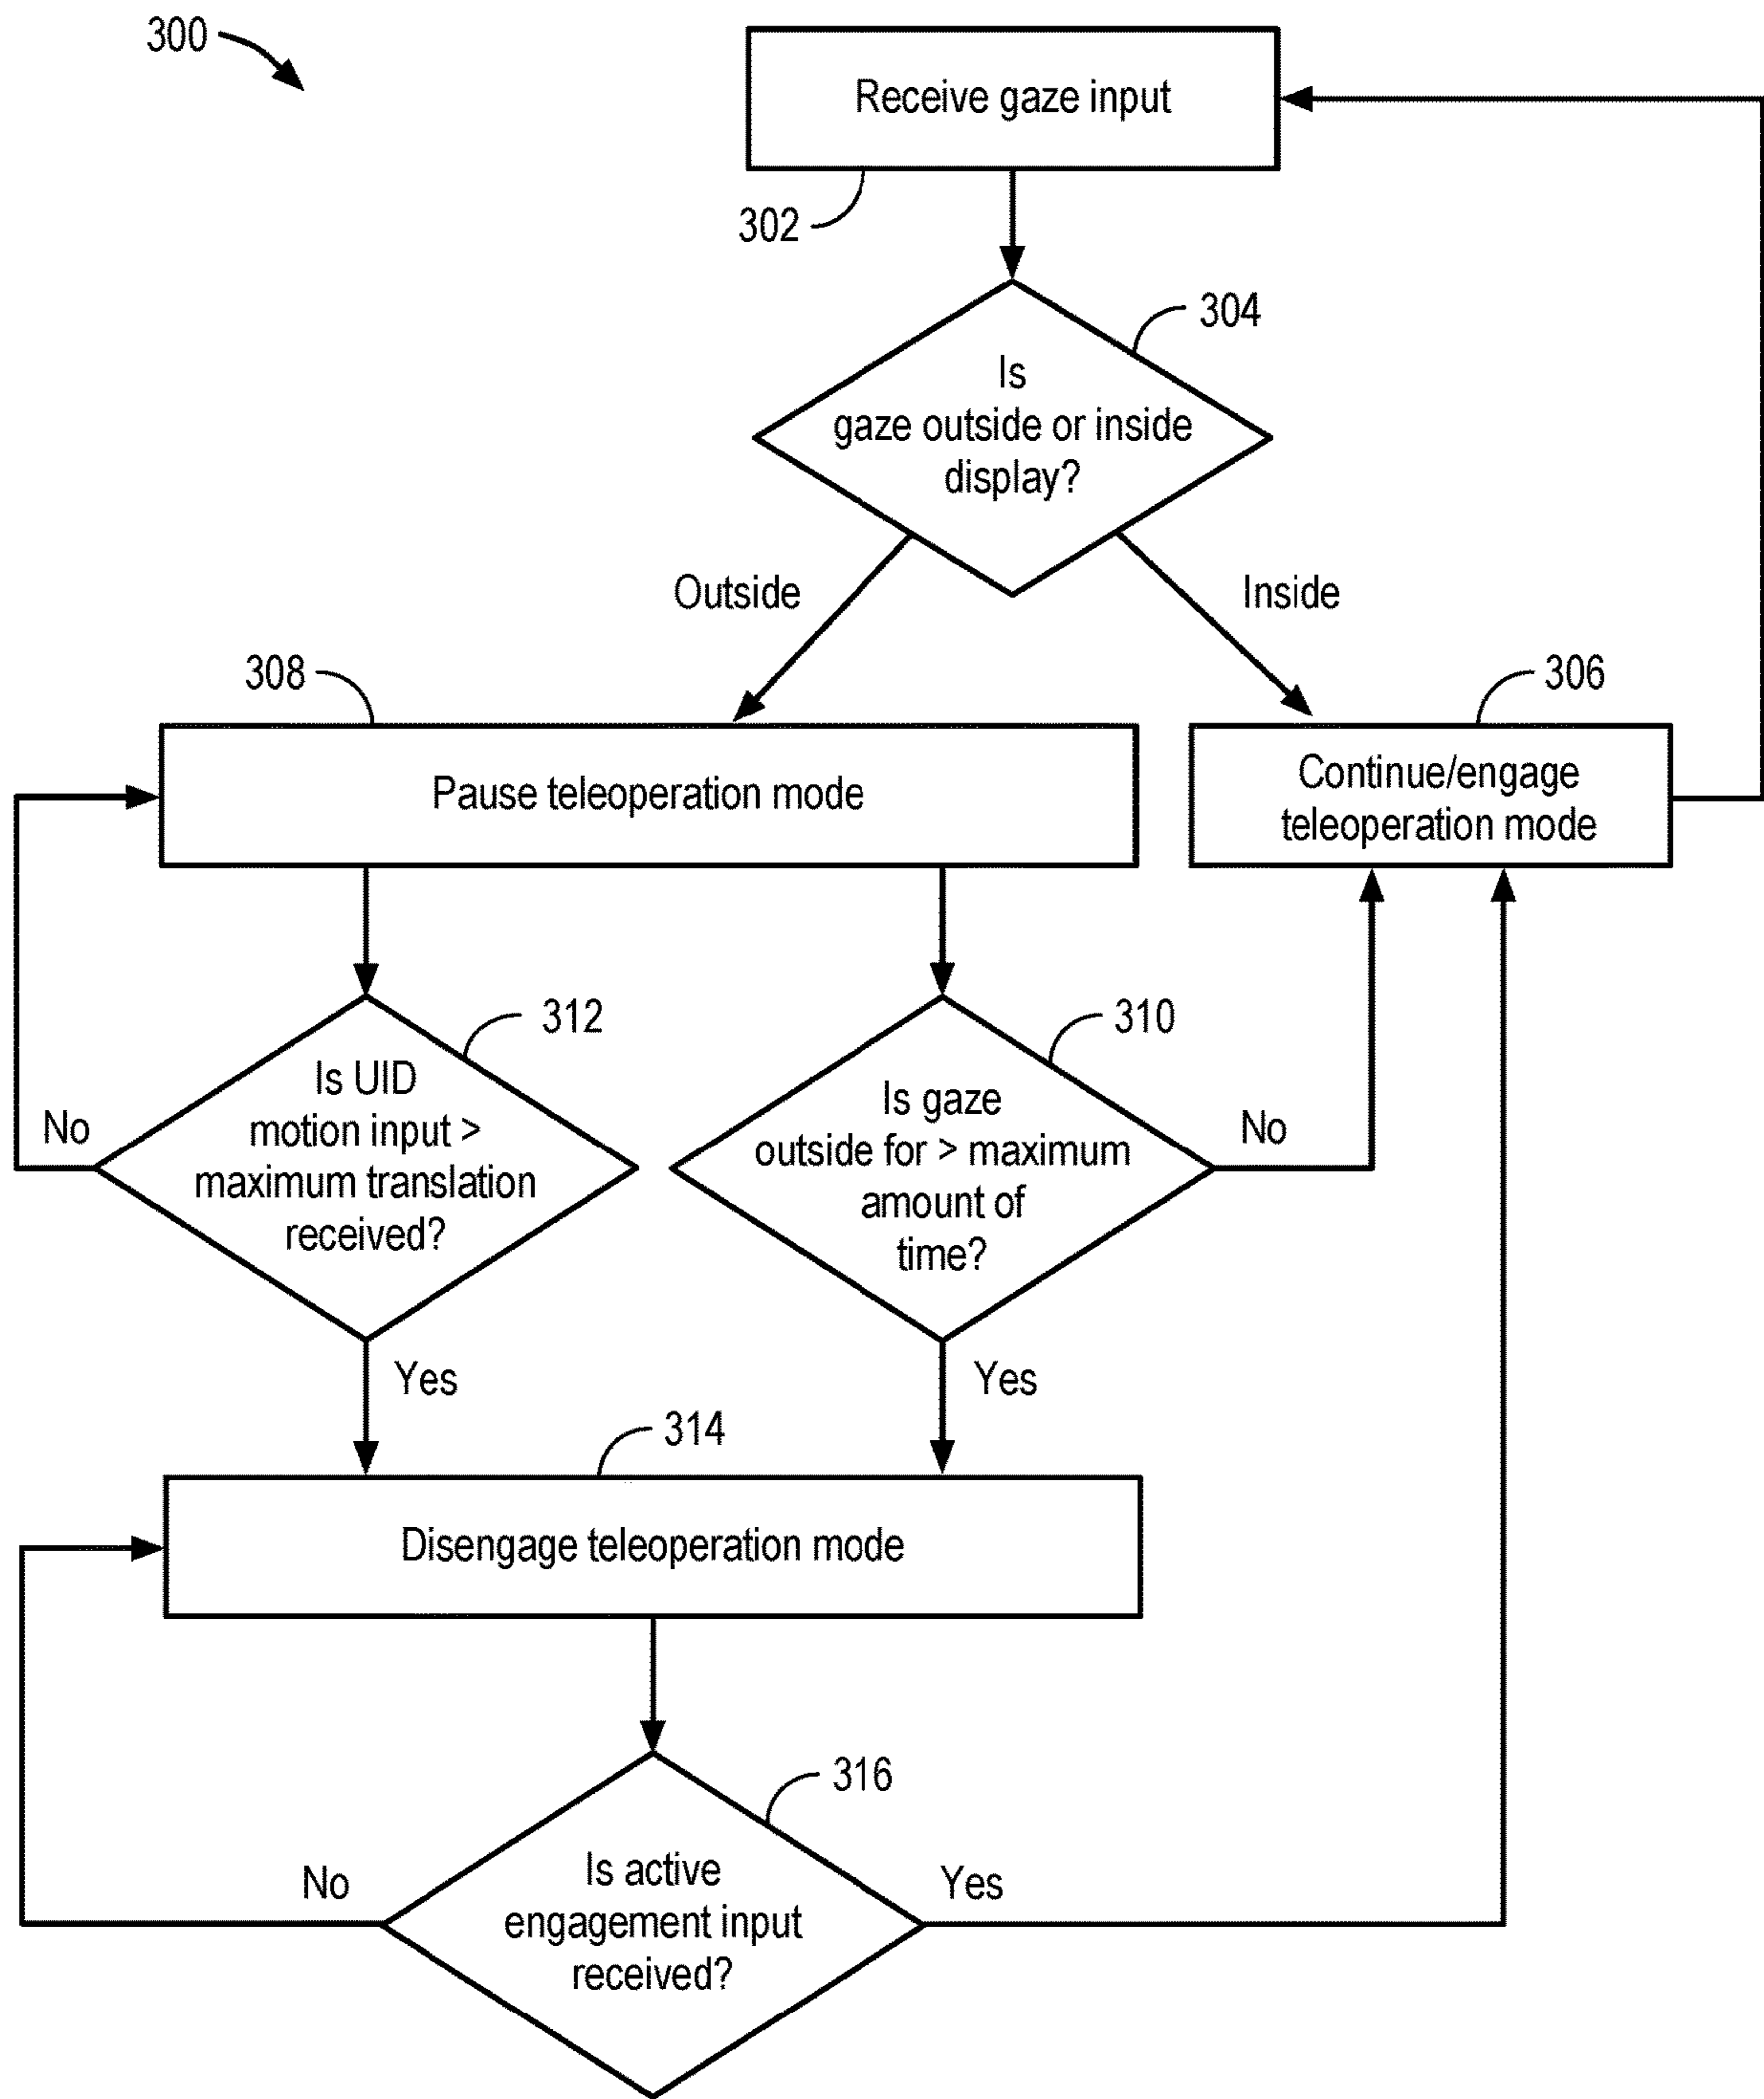 300
Receive gaze input
302
304
Is
gaze outside or inside
display?
Outside
Inside
308
306
Pause teleoperation mode
Continue/engage
teleoperation mode
312
310
Is UID
motion input >
maximum translation
received?
No
Is gaze
outside for > maximum
amount of
time?
No
Yes
Yes
314
Disengage teleoperation mode
316
Is active
engagement input
received?
No
Yes